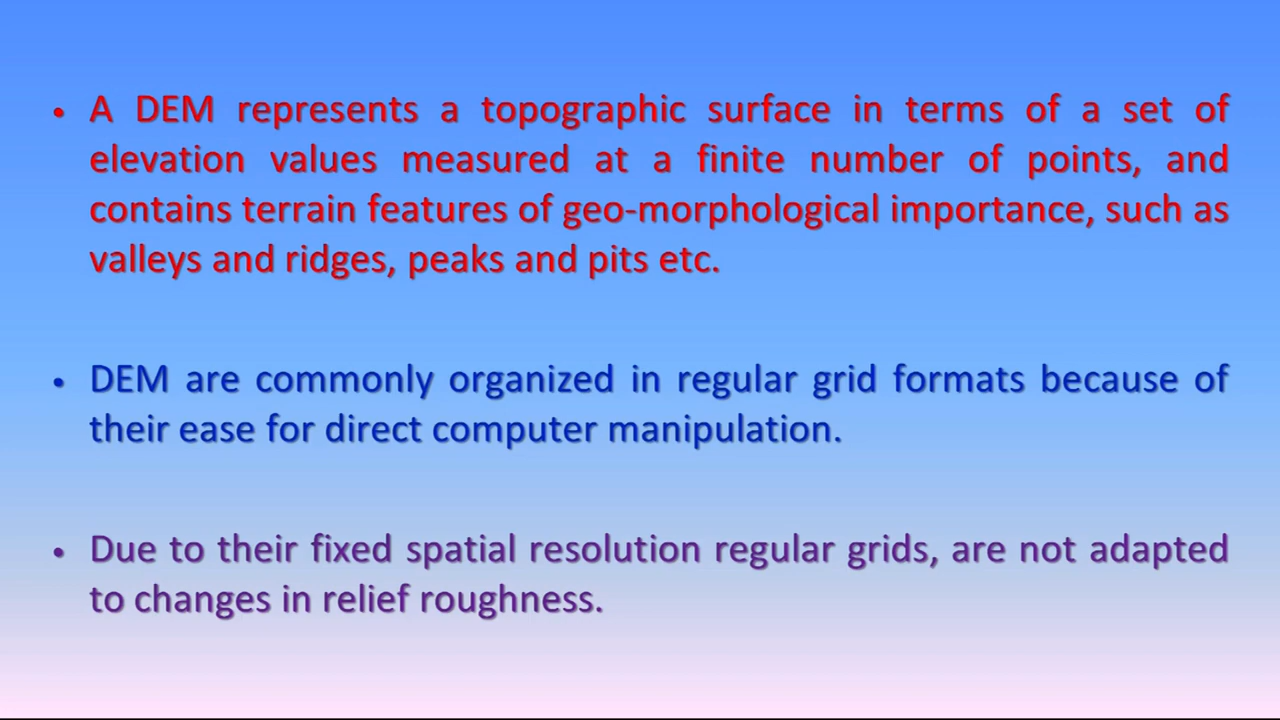 • A DEM represents a topographic surface in terms of a set of
elevation values measured at a finite number of points, and
contains terrain features of geo-morphological importance, such as
valleys and ridges, peaks and pits etc.
• DEM are commonly organized in regular grid formats because of
their ease for direct computer manipulation.
• Due to their fixed spatial resolution regular grids, are not adapted
to changes in relief roughness.